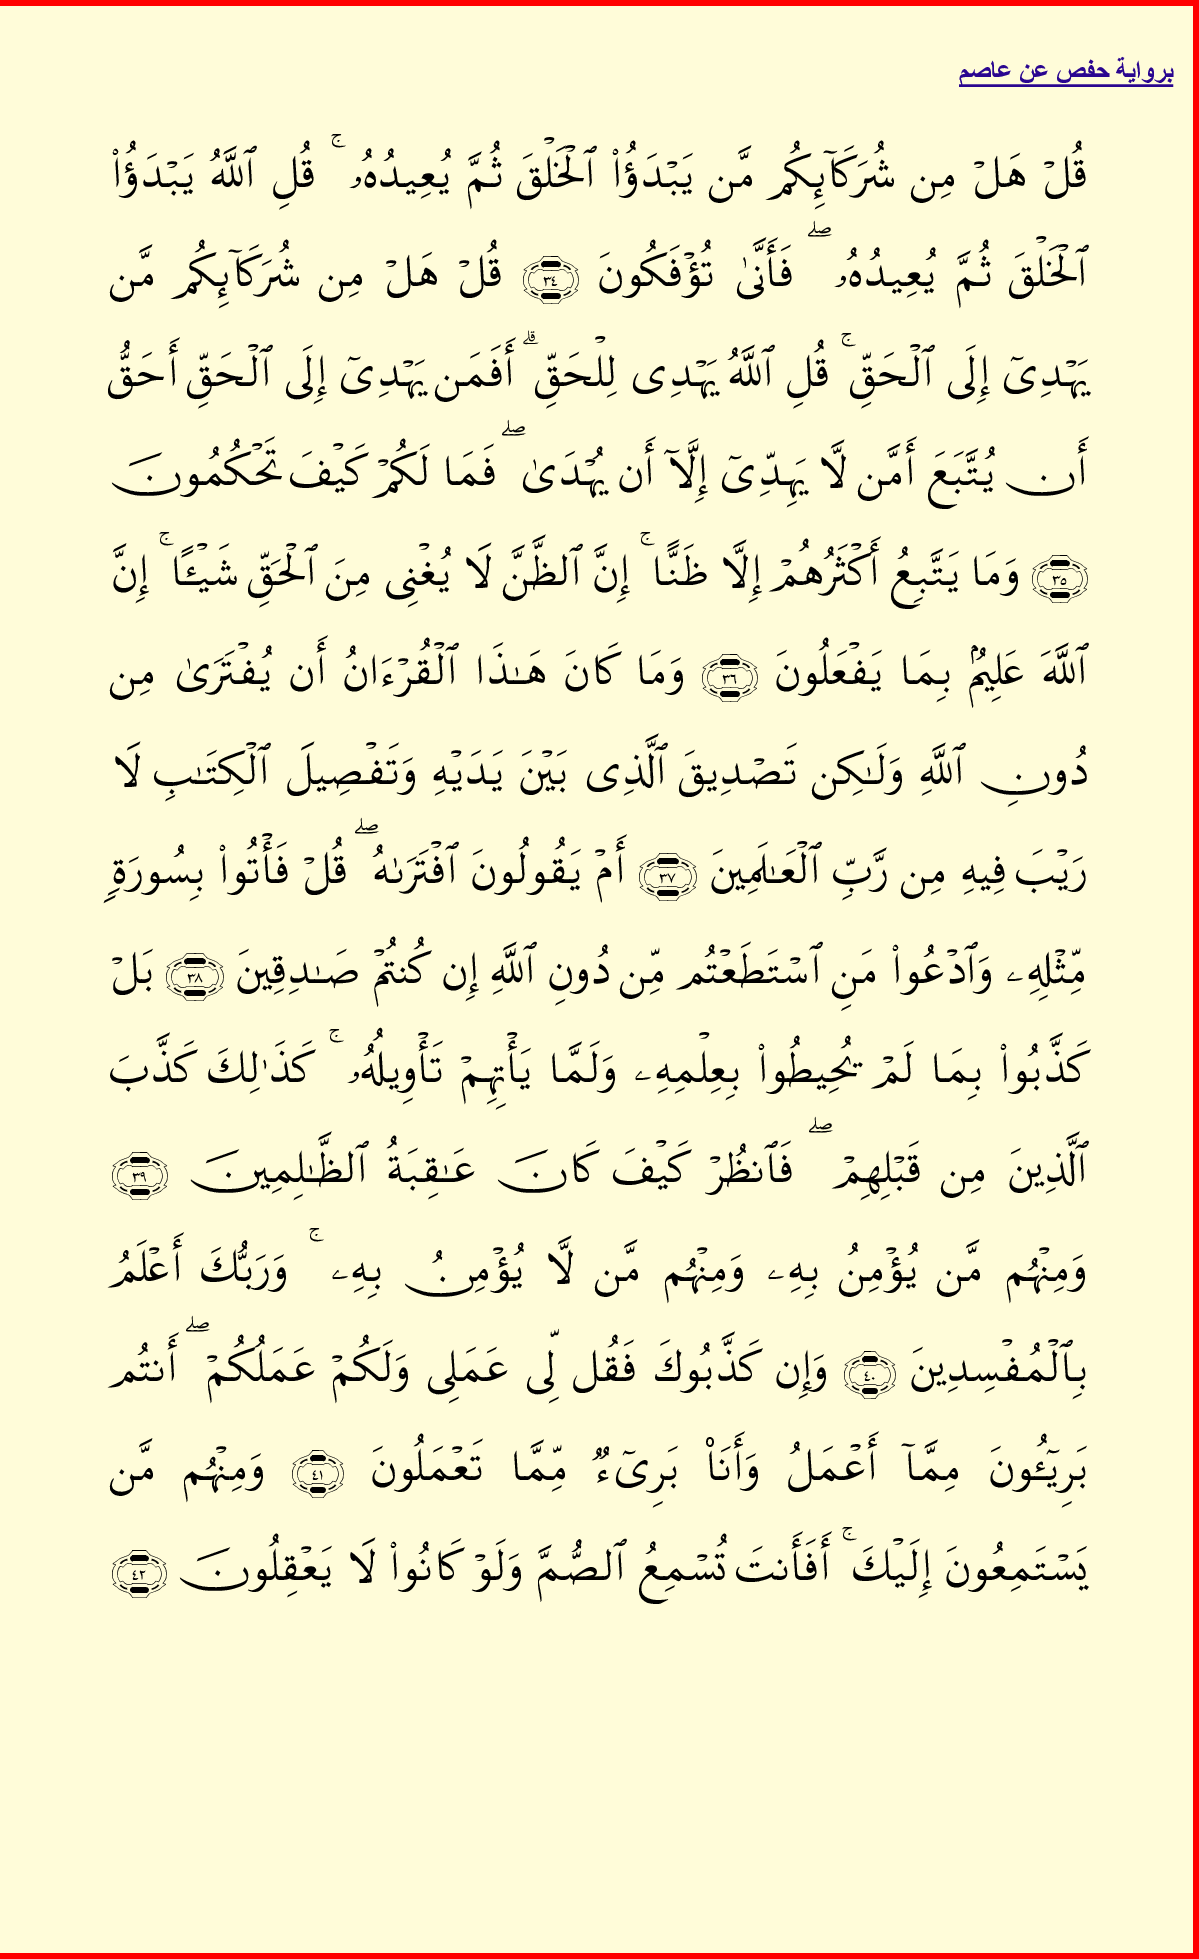 برواية حفص عن عاصم
قُلۡ هَلۡ مِن شُرَكَآئِكُم مَّن يَبۡدَؤُاْ ٱلۡخَلۡقَ ثُمَّ يُعِيدُهُۥ ۚ قُلِ ٱللَّهُ يَبۡدَؤُاْ
ٱلۡخَلۡقَ ثُمَّ يُعِيدُهُۥ ۖ فَأَنَّىٰ تُؤۡفَكُونَ ٣٤ قُلۡ هَلۡ مِن شُرَكَآئِكُم مَّن
يَهۡدِىٓ إِلَى ٱلۡحَقِّ ۚ قُلِ ٱللَّهُ يَهۡدِى لِلۡحَقِّ ۗ أَفَمَن يَهۡدِىٓ إِلَى ٱلۡحَقِّ أَحَقُّ
أَن يُتَّبَعَ أَمَّن لَّا يَهِدِّىٓ إِلَّآ أَن يُهۡدَىٰ ۖ فَمَا لَكُمۡ كَيۡفَ تَحۡكُمُونَ
٣٥ وَمَا يَتَّبِعُ أَكۡثَرُهُمۡ إِلَّا ظَنًّا ۚ إِنَّ ٱلظَّنَّ لَا يُغۡنِى مِنَ ٱلۡحَقِّ شَيۡـًٔا ۚ إِنَّ
ٱللَّهَ عَلِيمُۢ بِمَا يَفۡعَلُونَ ٣٦ وَمَا كَانَ هَـٰذَا ٱلۡقُرۡءَانُ أَن يُفۡتَرَىٰ مِن
دُونِ ٱللَّهِ وَلَـٰكِن تَصۡدِيقَ ٱلَّذِى بَيۡنَ يَدَيۡهِ وَتَفۡصِيلَ ٱلۡكِتَـٰبِ لَا
رَيۡبَ فِيهِ مِن رَّبِّ ٱلۡعَـٰلَمِينَ ٣٧ أَمۡ يَقُولُونَ ٱفۡتَرَىٰهُ ۖ قُلۡ فَأۡتُواْ بِسُورَةٍ
مِّثۡلِهِۦ وَٱدۡعُواْ مَنِ ٱسۡتَطَعۡتُم مِّن دُونِ ٱللَّهِ إِن كُنتُمۡ صَـٰدِقِينَ ٣٨ بَلۡ
كَذَّبُواْ بِمَا لَمۡ يُحِيطُواْ بِعِلۡمِهِۦ وَلَمَّا يَأۡتِهِمۡ تَأۡوِيلُهُۥ ۚ كَذَٰلِكَ كَذَّبَ
ٱلَّذِينَ مِن قَبۡلِهِمۡ ۖ فَٱنظُرۡ كَيۡفَ كَانَ عَـٰقِبَةُ ٱلظَّـٰلِمِينَ ٣٩
وَمِنۡهُم مَّن يُؤۡمِنُ بِهِۦ وَمِنۡهُم مَّن لَّا يُؤۡمِنُ بِهِۦ ۚ وَرَبُّكَ أَعۡلَمُ
بِٱلۡمُفۡسِدِينَ ٤٠ وَإِن كَذَّبُوكَ فَقُل لِّى عَمَلِى وَلَكُمۡ عَمَلُكُمۡ ۖ أَنتُم
بَرِيٓـُٔونَ مِمَّآ أَعۡمَلُ وَأَنَا۠ بَرِىٓءٌ مِّمَّا تَعۡمَلُونَ ٤١ وَمِنۡهُم مَّن
يَسۡتَمِعُونَ إِلَيۡكَ ۚ أَفَأَنتَ تُسۡمِعُ ٱلصُّمَّ وَلَوۡ كَانُواْ لَا يَعۡقِلُونَ ٤٢